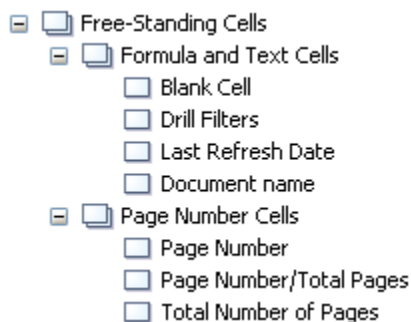 Free-Standing Cells
Formula and Text Cells
Blank Cell
Drill Filters
Last Refresh Date
Document name
Page Number Cells
Page Number
Page Number/Total Pages
Total Number of Pages